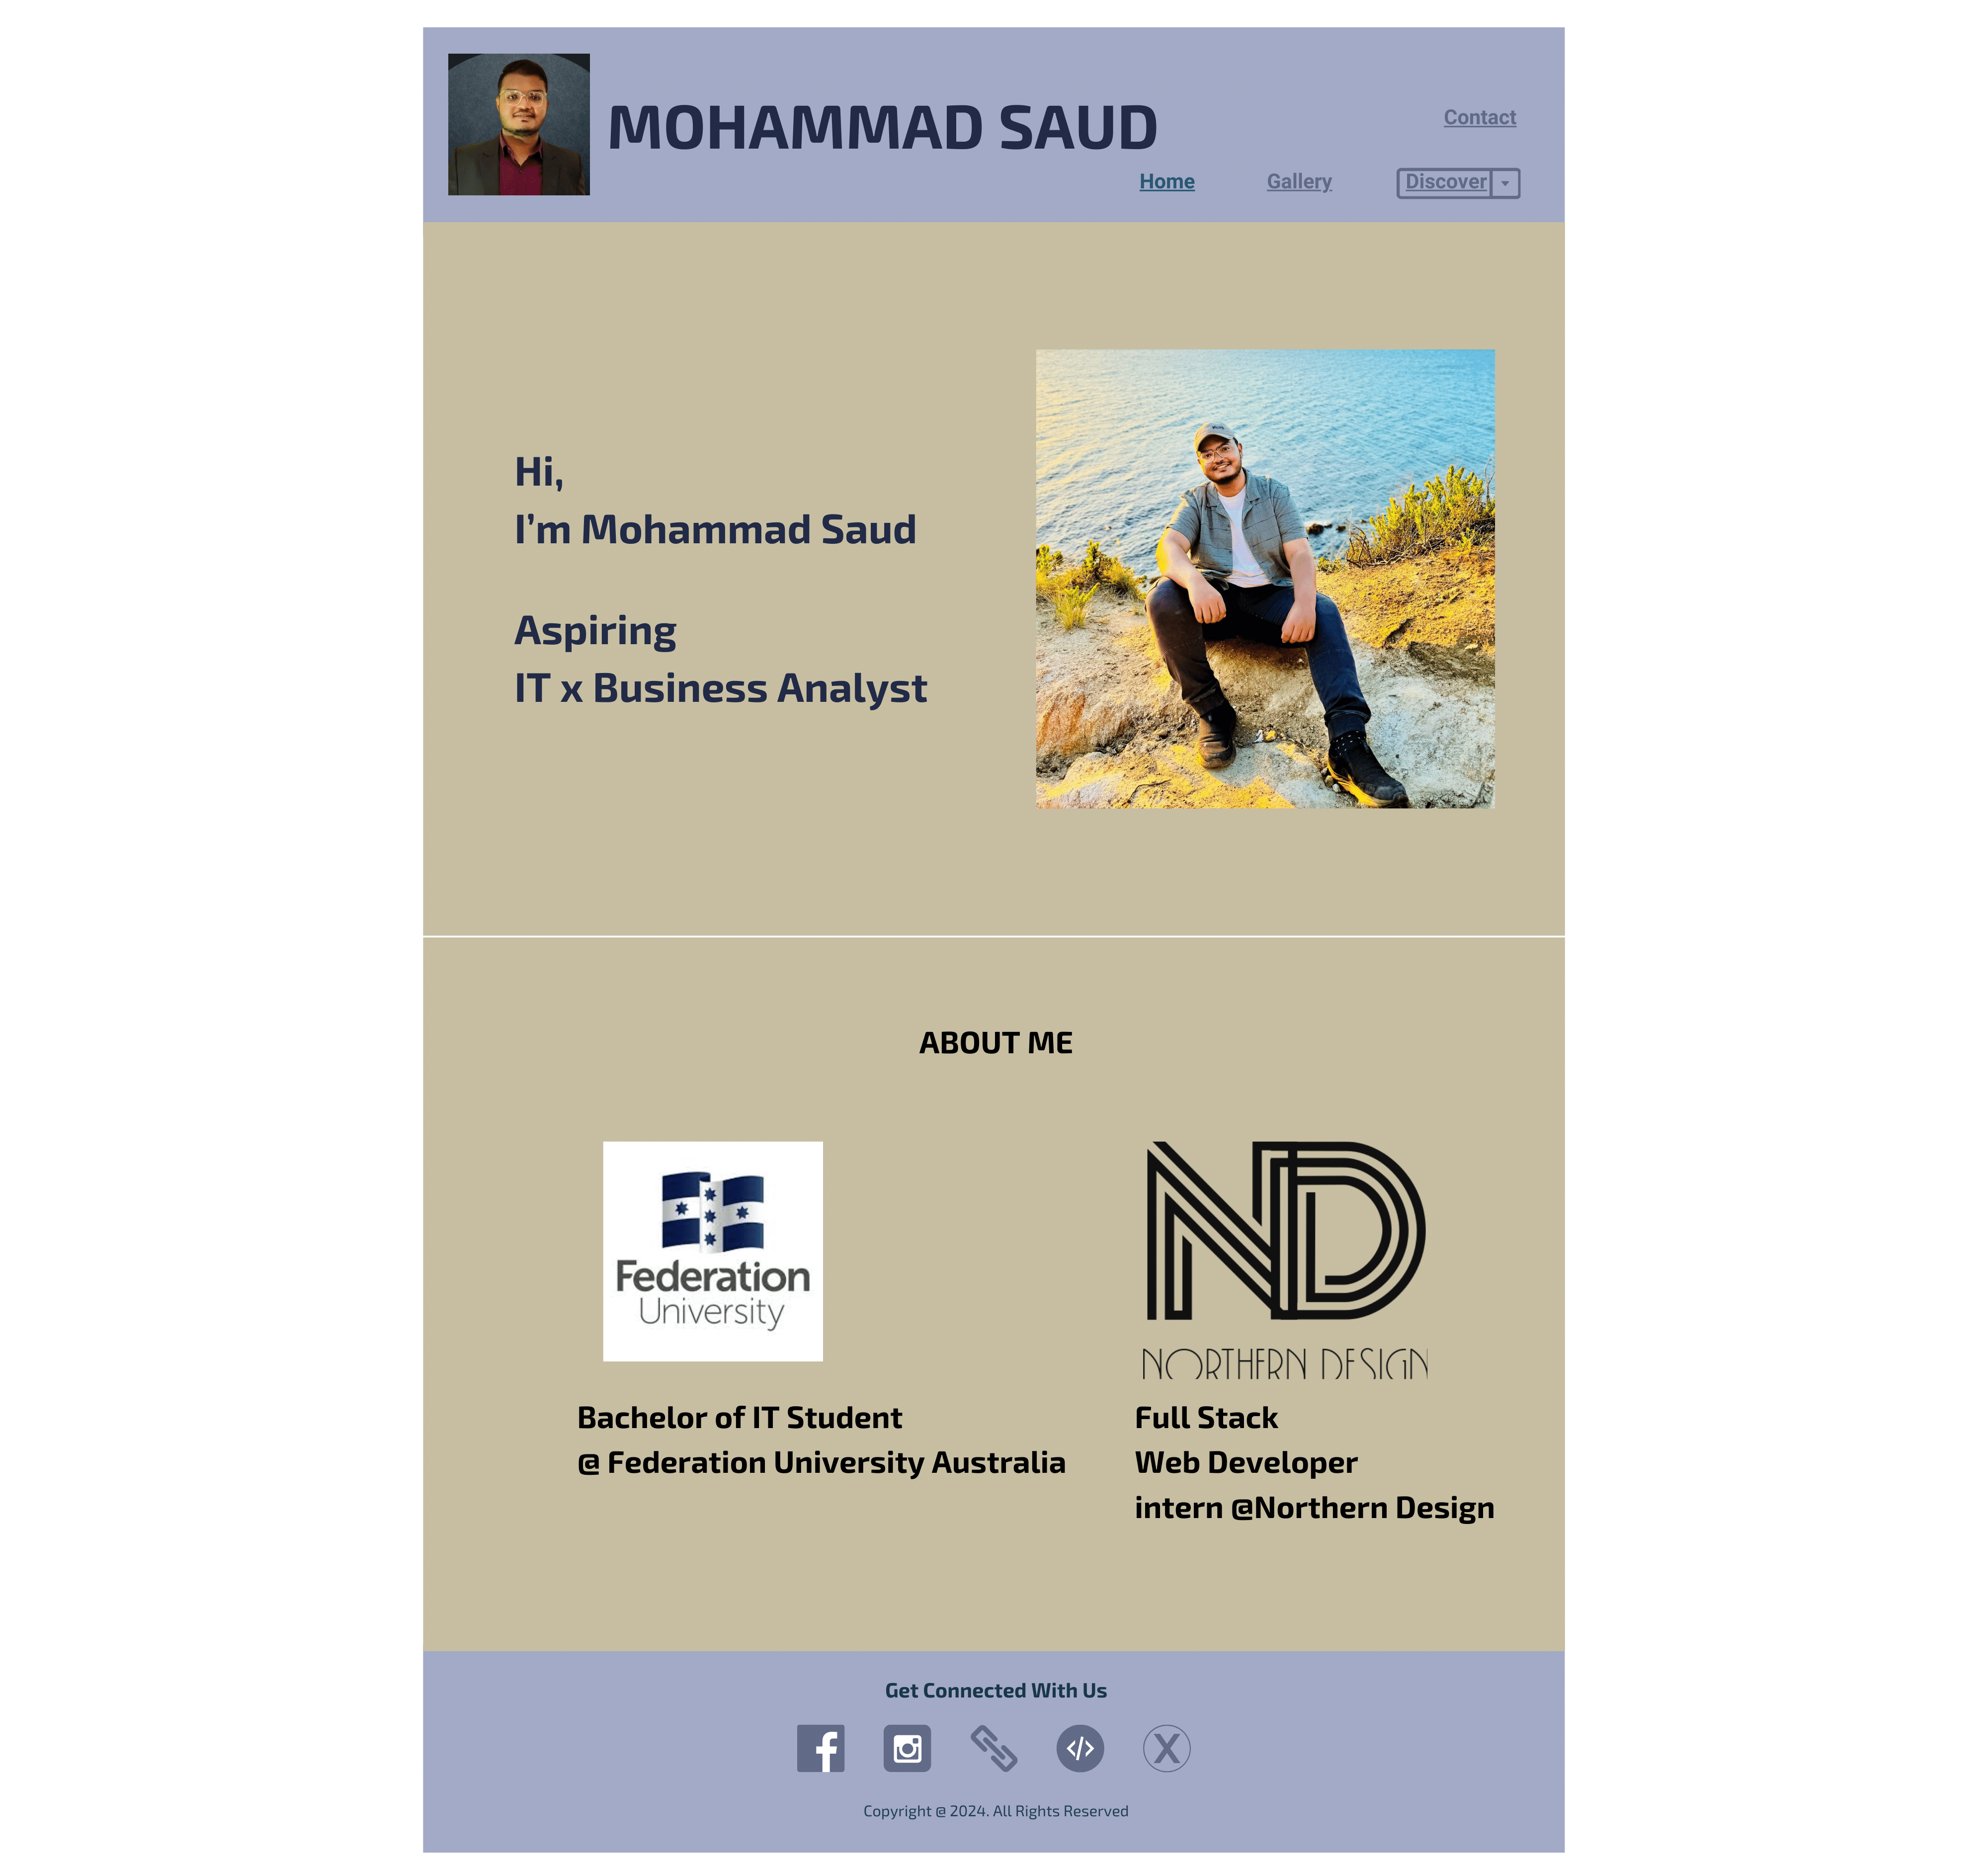 MOHAMMAD SAUD
Contact
Home
Gallery
Discover
Hi,
I’m Mohammad Saud
Aspiring
IT x Business Analyst
ABOUT ME
Federation
University
ND
NORTHERN DESIGN
Bachelor of IT Student
@ Federation University Australia
Full Stack
Web Developer
intern @Northern Design
Get Connected With Us
Copyright @ 2024. All Rights Reserved